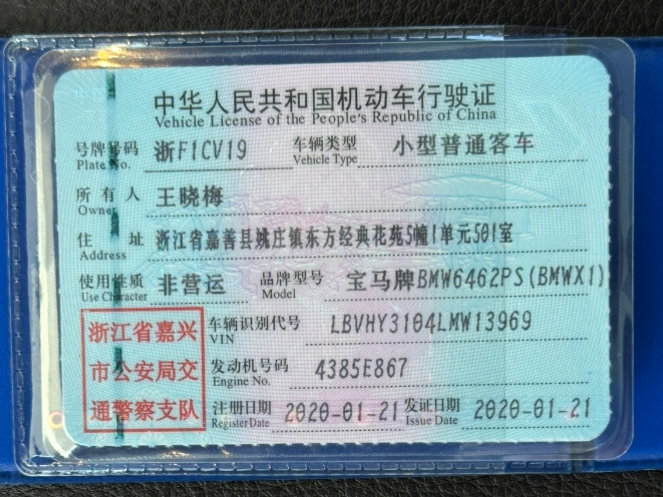 中华人民共和国机动车行驶证
Vehicle License of the People's Republic of China
号牌号码 浙F1CV19 车辆类型 小型普通客车
Plate No. Vehicle Type
所有人 王晓梅
Owner
住址 浙江省嘉善县姚庄镇东方经典花苑5幢1单元501室
Address
使用性质 非营运 品牌型号 宝马牌BMW6462PS(BMWX1)
Use Character Model
浙江省嘉兴
市公安局交
通警察支队
车辆识别代号 LBVHY3104LMW13969
VIN
发动机号码 4385E867
Engine No.
注册日期 2020-01-21 发证日期 2020-01-21
Register Date Issue Date